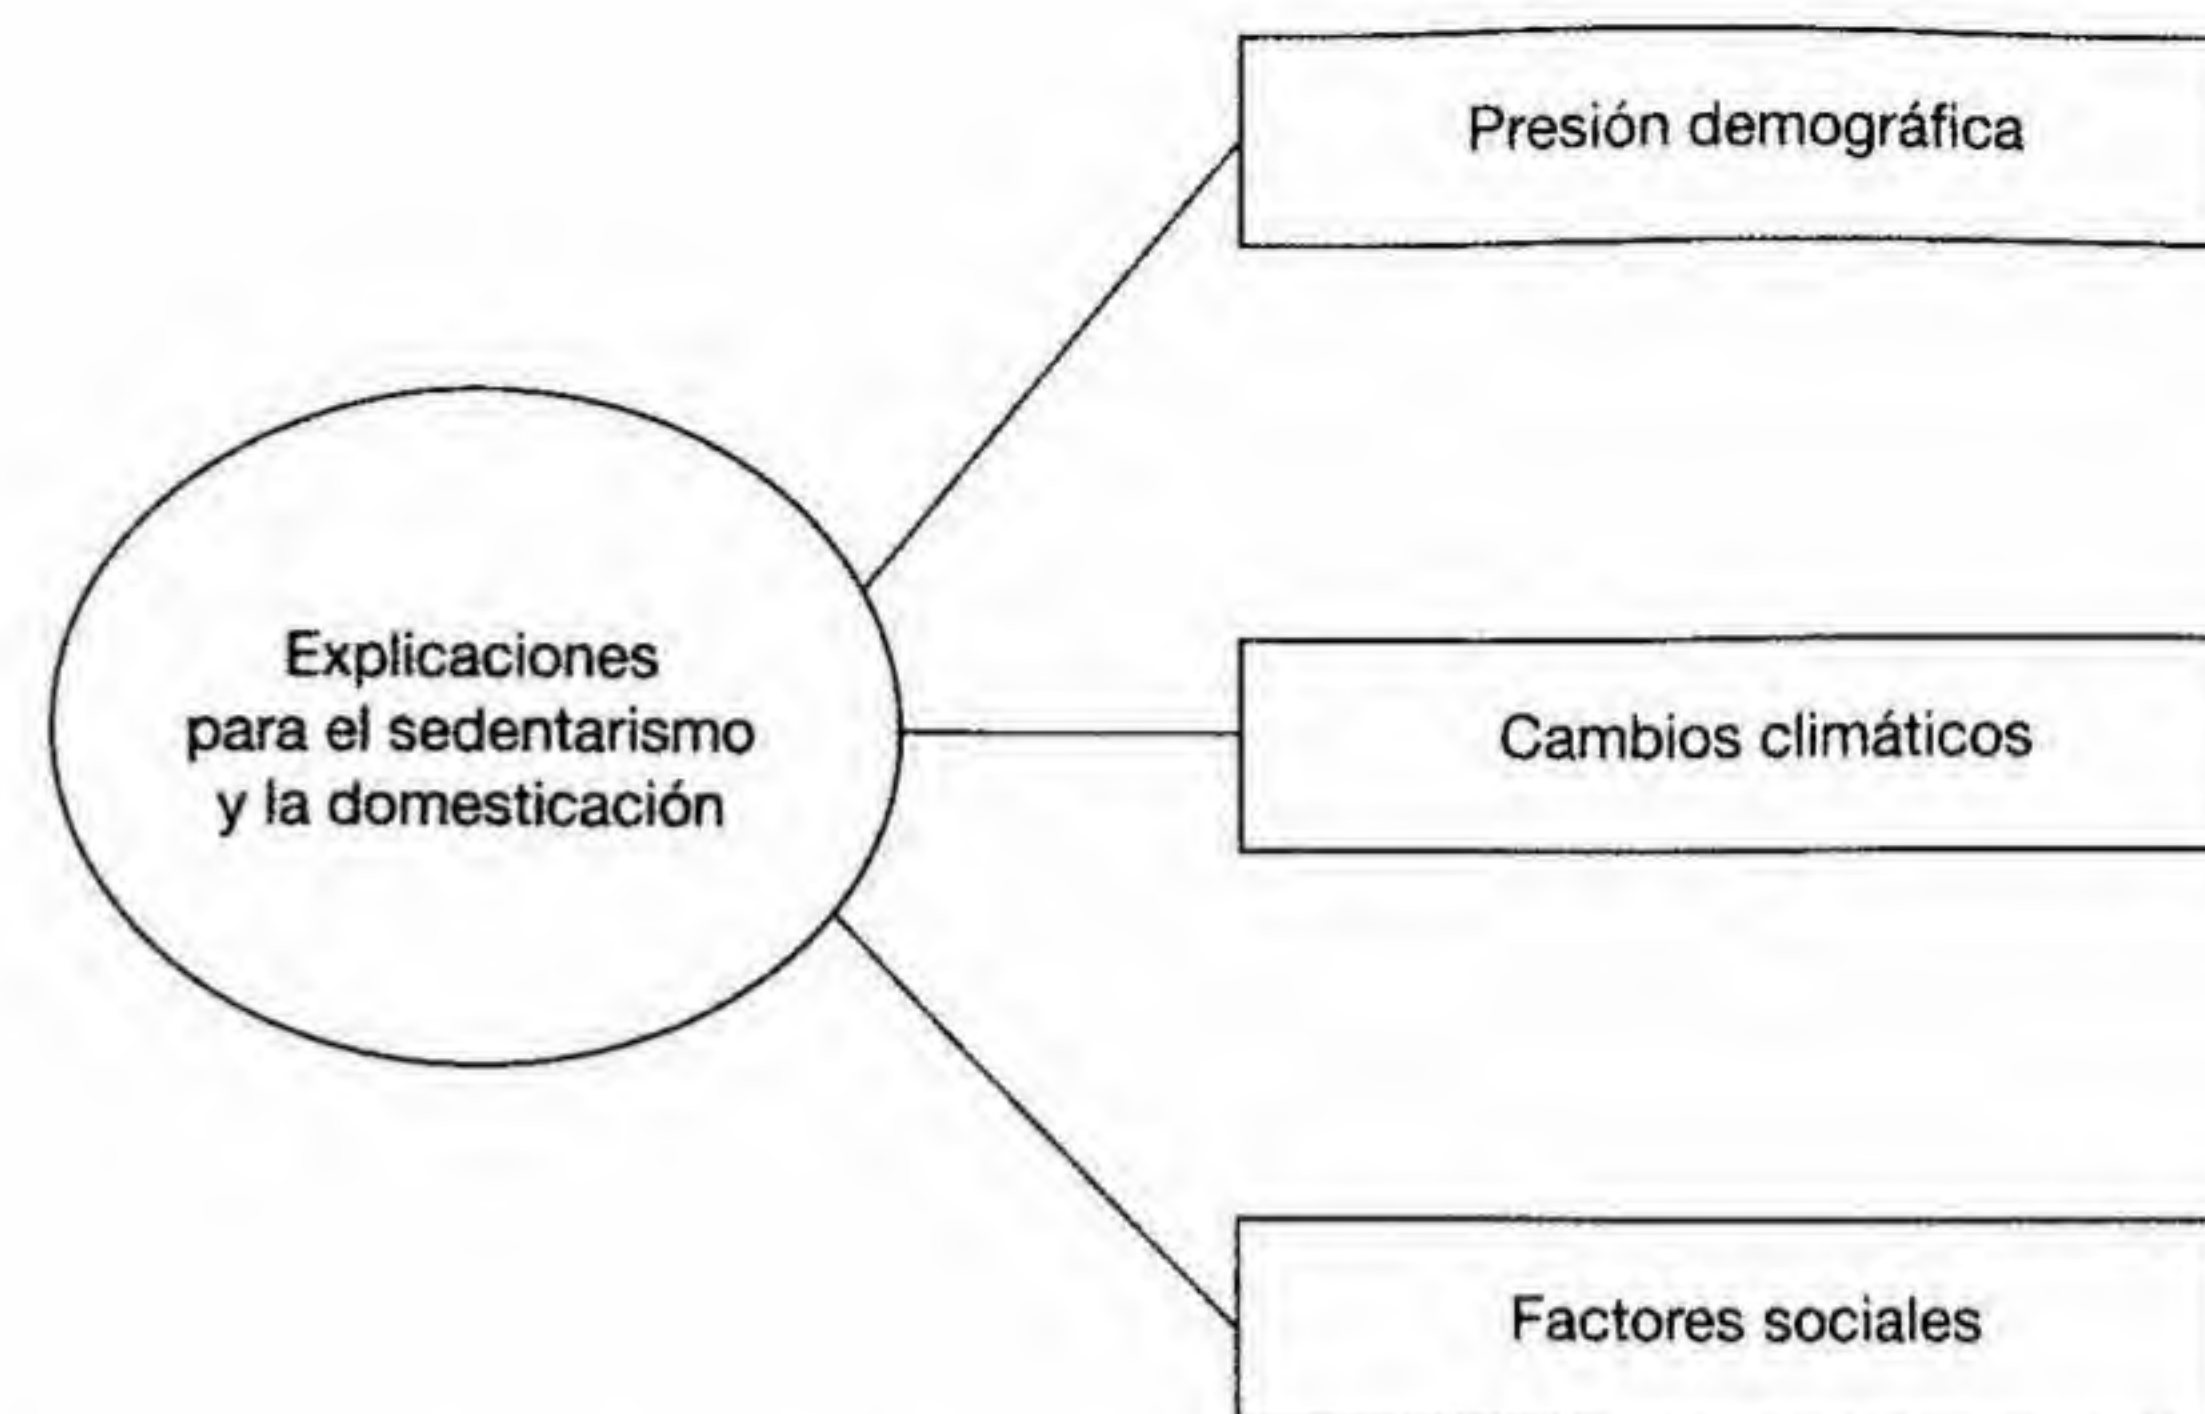 Presión demográfica
Explicaciones
para el sedentarismo
y la domesticación
Cambios climáticos
Factores sociales